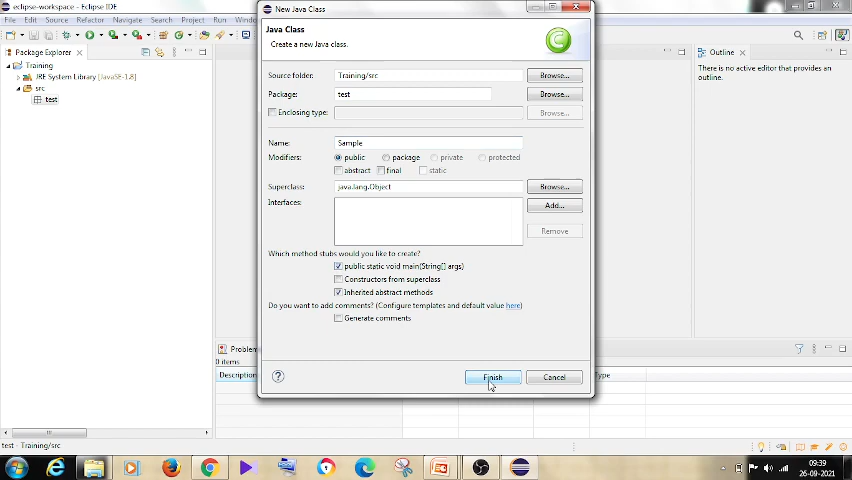 eclipse-workspace - Eclipse IDE
File Edit Source Refactor Navigate Search Project Run Window
Package Explorer
Training
JRE System Library [JavaSE-1.8]
src
test
New Java Class
Java Class
Create a new Java class.
Source folder: Training/src Browse...
Package: test Browse...
Enclosing type: Browse...
Name: Sample
Modifiers: public package private protected
abstract final static
Superclass: java.lang.Object Browse...
Interfaces: Add...
Remove
Which method stubs would you like to create?
public static void main(String[] args)
Constructors from superclass
Inherited abstract methods
Do you want to add comments? (Configure templates and default value here)
Generate comments
Finish Cancel
Outline
There is no active editor that provides an
outline.
0 items
Description Type
test - Training/src
09:39
26-09-2021